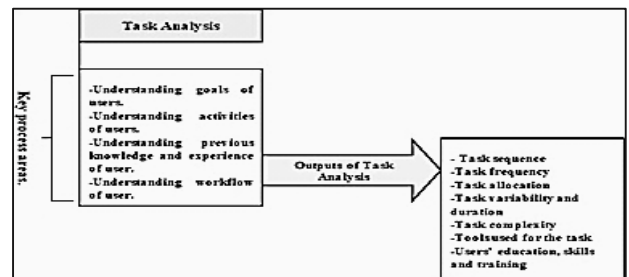 Task Analysis
Key process areas.
-Understanding goals of
users.
-Understanding activities
of users.
-Understanding previous
knowledge and experience
of user.
-Understanding workflow
of user.
Outputs of Task
Analysis
- Task sequence
-Task frequency
-Task allocation
-Task variability and
duration
-Task complexity
-Toolsused for the task
-Users' education, skills
and training